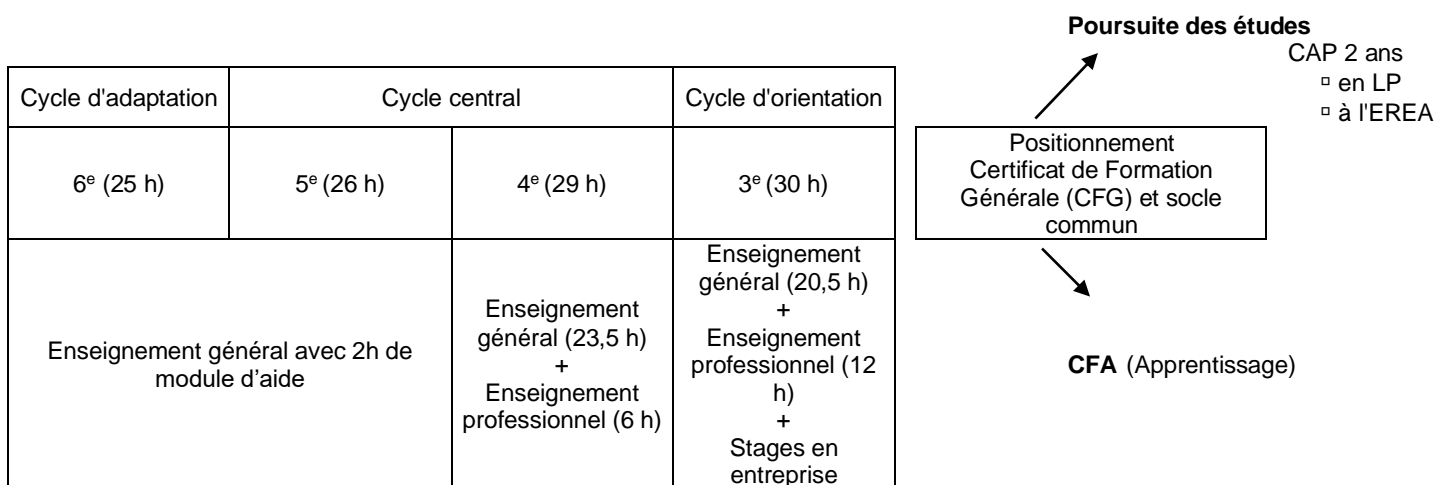 Poursuite des études
CAP 2 ans
▫ en LP
▫ à l'EREA
Cycle d'adaptation
Cycle central
Cycle d'orientation
6e (25 h)
5e (26 h)
4e (29 h)
3e (30 h)
Positionnement
Certificat de Formation
Générale (CFG) et socle
commun
Enseignement général avec 2h de
module d’aide
Enseignement
général (23,5 h)
+
Enseignement
professionnel (6 h)
Enseignement
général (20,5 h)
+
Enseignement
professionnel (12
h)
+
Stages en
entreprise
CFA (Apprentissage)